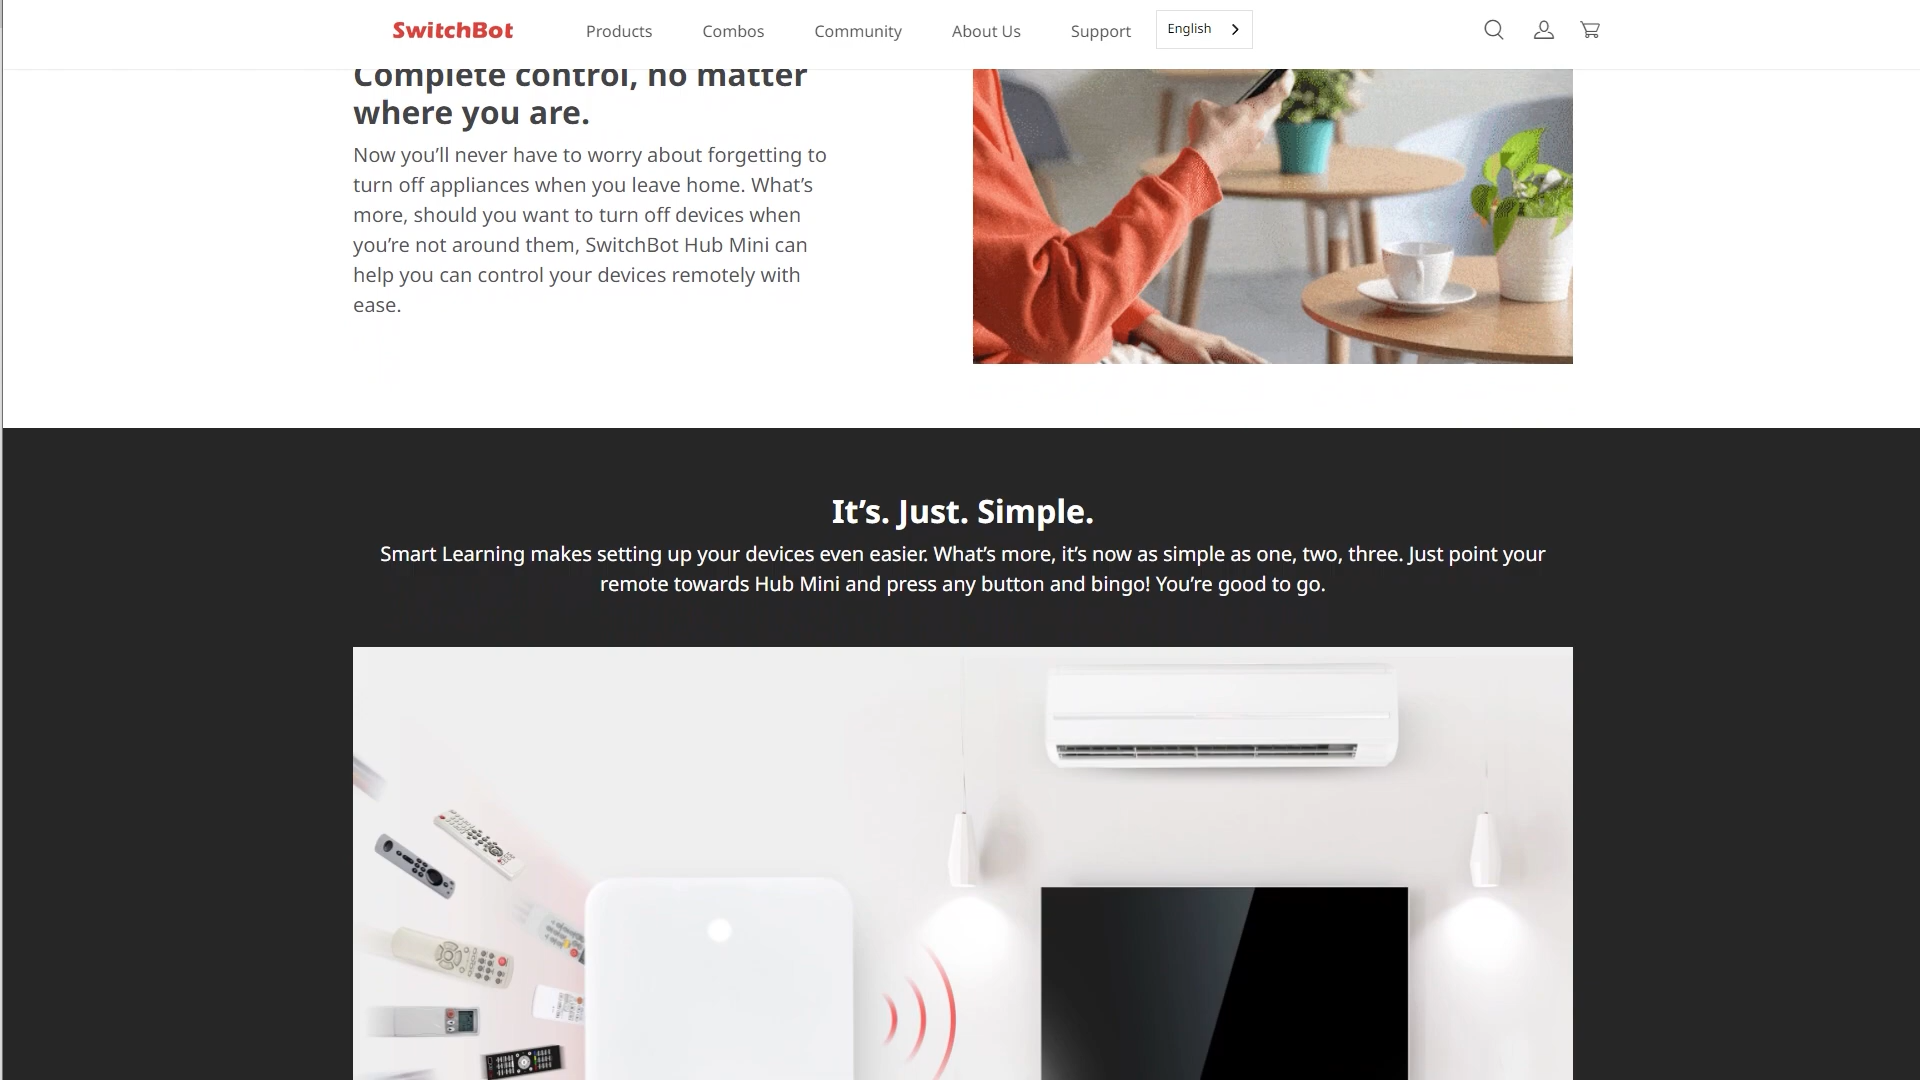 SwitchBot
Products
Combos
Community
About Us
Support
English
Complete control, no matter
where you are.
Now you’ll never have to worry about forgetting to
turn off appliances when you leave home. What’s
more, should you want to turn off devices when
you’re not around them, SwitchBot Hub Mini can
help you can control your devices remotely with
ease.
It’s. Just. Simple.
Smart Learning makes setting up your devices even easier. What’s more, it’s now as simple as one, two, three. Just point your
remote towards Hub Mini and press any button and bingo! You’re good to go.